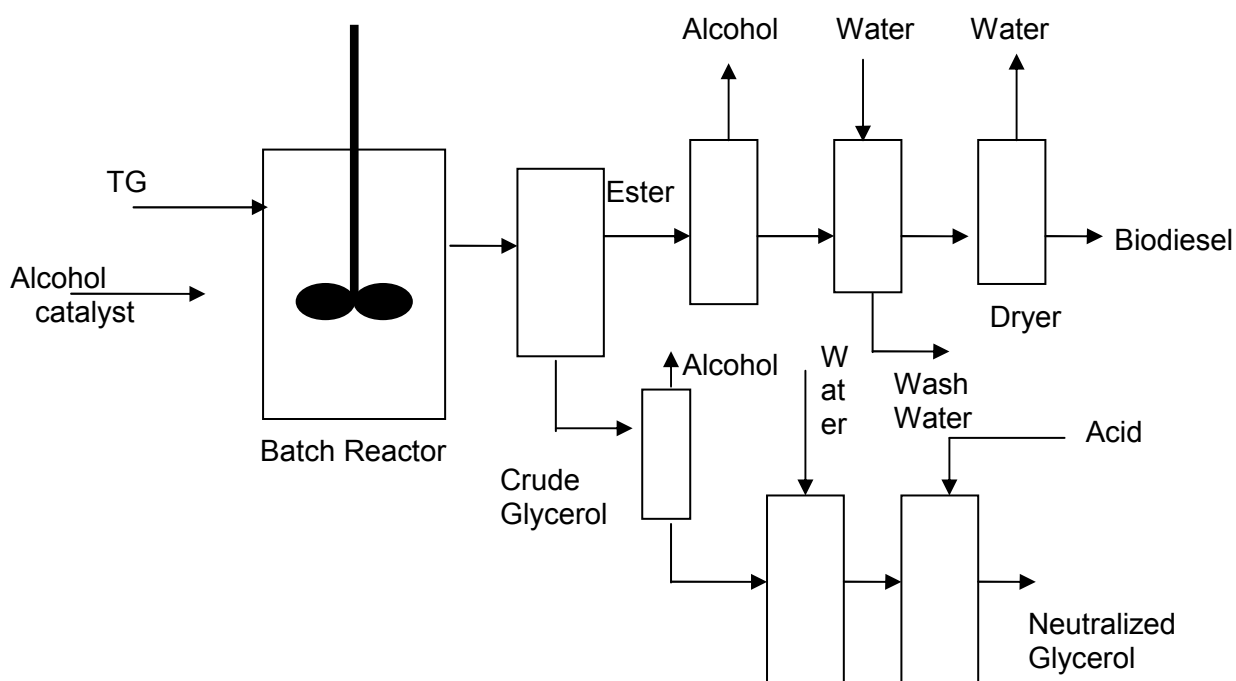 Alcohol
Water
Water
TG
Ester
Biodiesel
Alcohol
catalyst
Dryer
Alcohol
W
at
er
Wash
Water
Acid
Batch Reactor
Crude
Glycerol
Neutralized
Glycerol